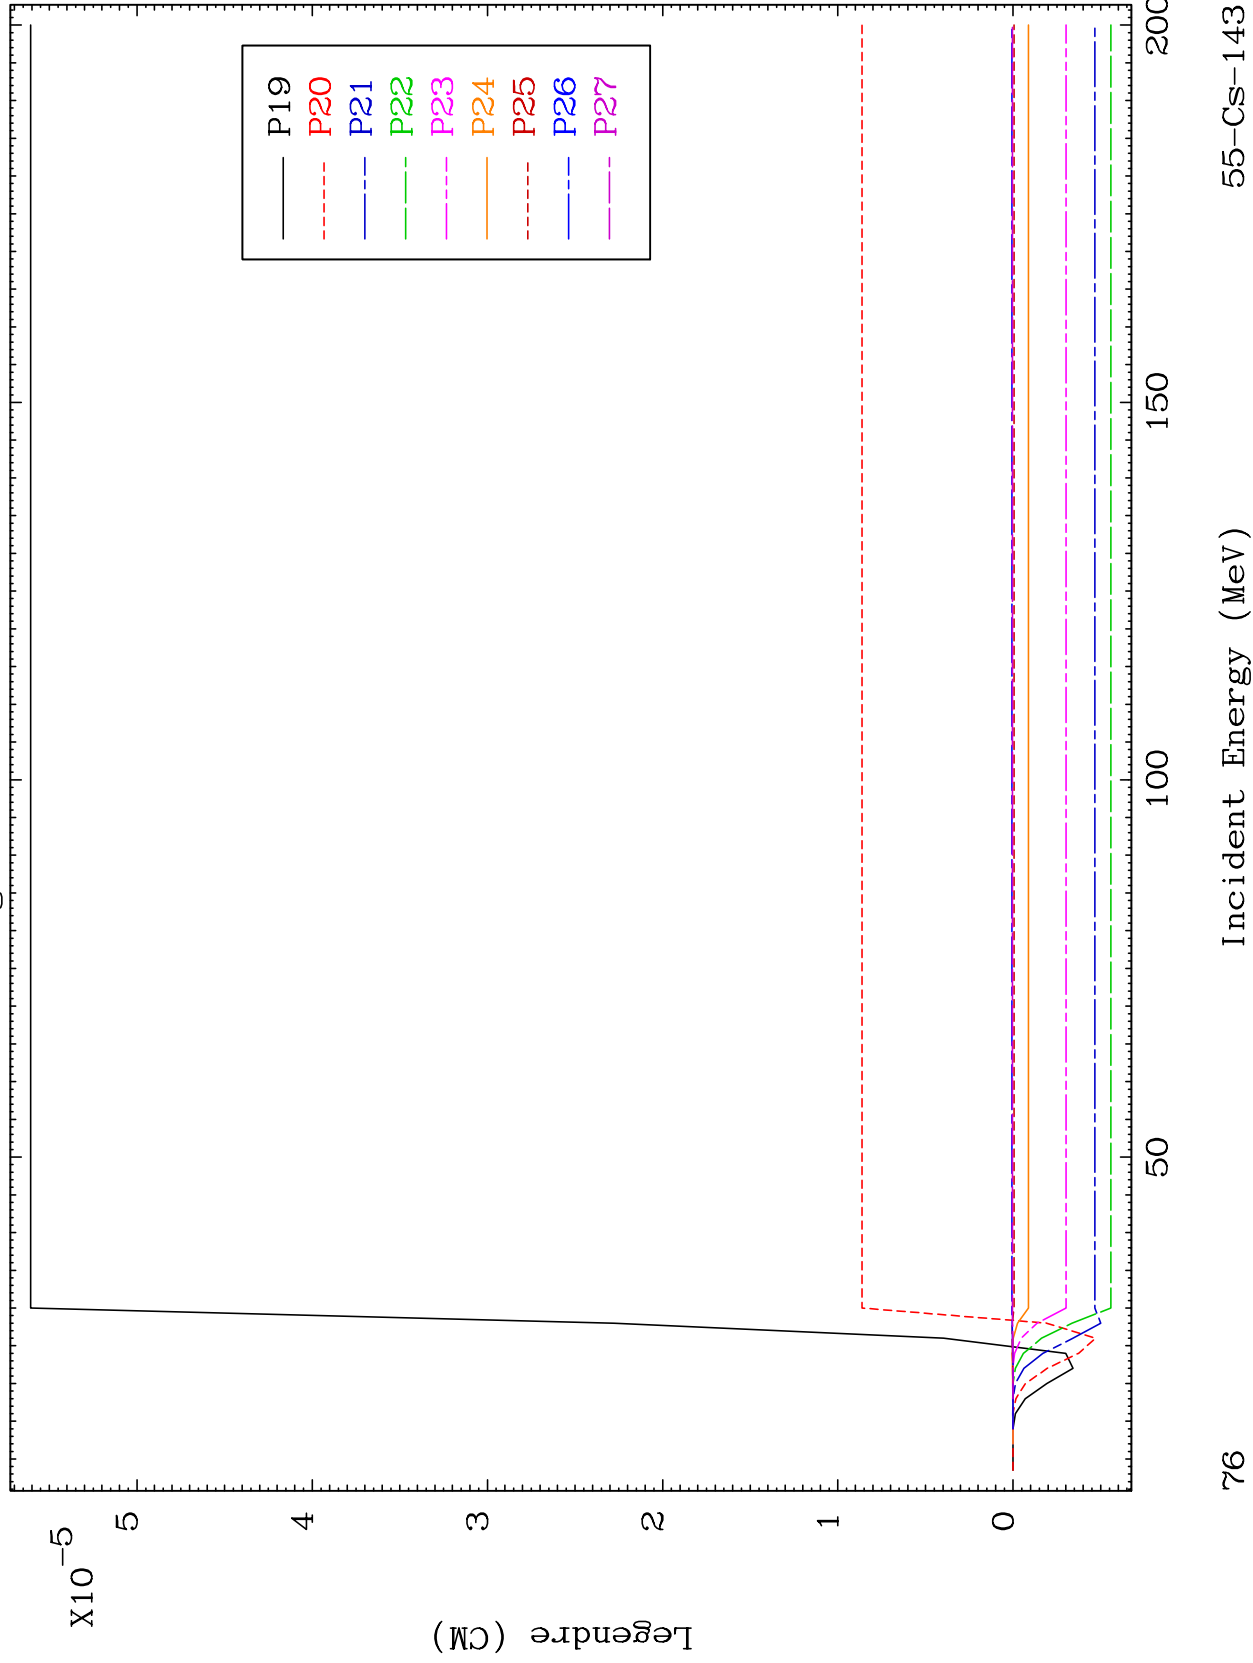 X10-5
5
4
3
2
1
0
Legendre (CM)
P19
P20
P21
P22
P23
P24
P25
P26
P27
50
100
150
200
Incident Energy (MeV)
76
55-Cs-143